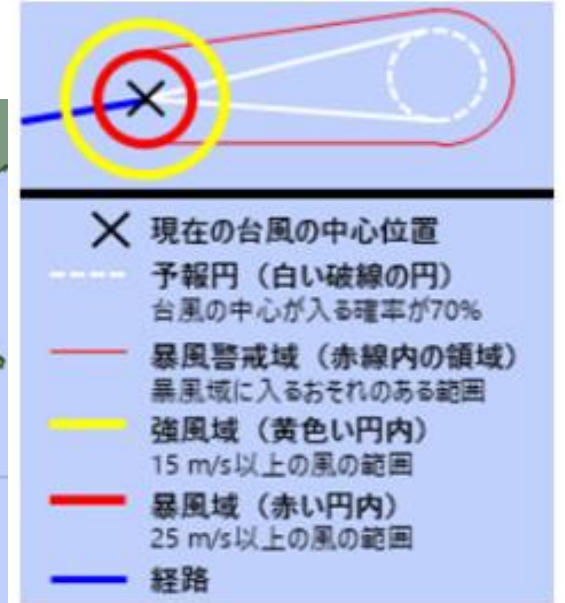 現在の台風の中心位置
予報円（白い破線の円）
台風の中心が入る確率が70%
暴風警戒域（赤線内の領域）
暴風域に入るおそれのある範囲
強風域（黄色い円内）
15 m/s以上の風の範囲
暴風域（赤い円内）
25 m/s以上の風の範囲
経路